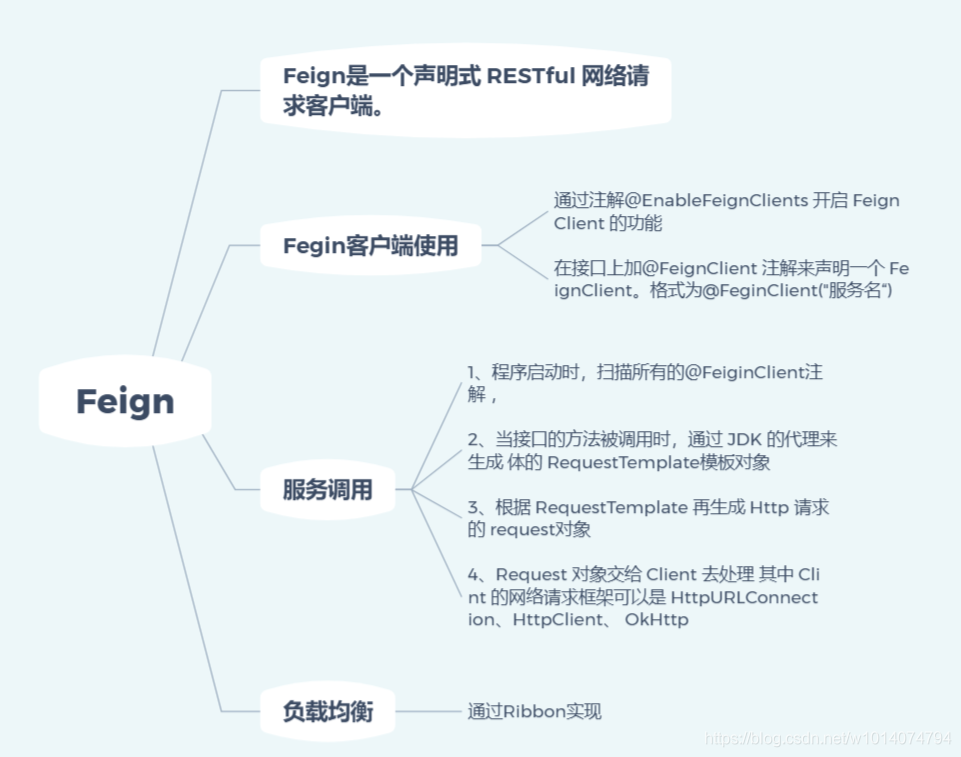 Feign是一个声明式 RESTful 网络请
求客户端。
通过注解@EnableFeignClients 开启 Feign
Client 的功能
Fegin客户端使用
在接口上加@FeignClient 注解来声明一个 Fe
ignClient。格式为@FeginClient("服务名“)
Feign
1、程序启动时，扫描所有的@FeiginClient注
解，
2、当接口的方法被调用时，通过 JDK 的代理来
生成 体的 RequestTemplate模板对象
服务调用
3、根据 RequestTemplate 再生成 Http 请求
的 request对象
4、Request 对象交给 Client 去处理 其中 Cli
nt 的网络请求框架可以是 HttpURLConnect
ion、HttpClient、 OkHttp
负载均衡
通过Ribbon实现
https://blog.csdn.net/w1014074794